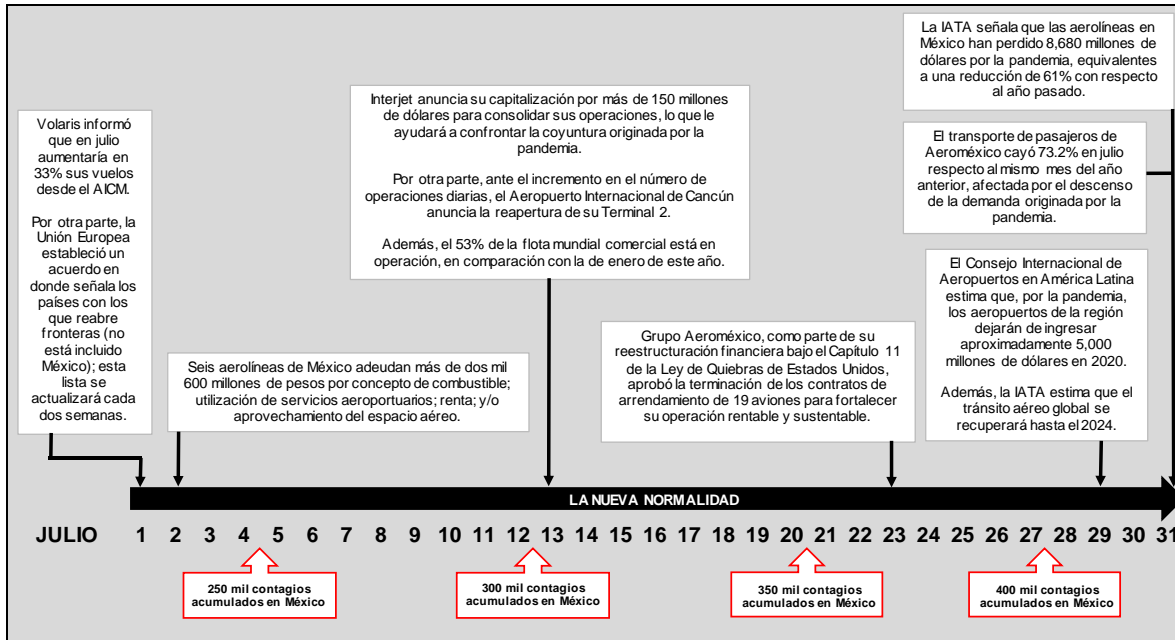 La IATA señala que las aerolíneas en
México han perdido 8,680 millones de
dólares por la pandemia, equivalentes
a una reducción de 61% con respecto
al año pasado.
Interjet anuncia su capitalización por más de 150 millones
de dólares para consolidar sus operaciones, lo que le
ayudará a confrontar la coyuntura originada por la
pandemia.
Por otra parte, ante el incremento en el número de
operaciones diarias, el Aeropuerto Internacional de Cancún
anuncia la reapertura de su Terminal 2.
Además, el 53% de la flota mundial comercial está en
operación, en comparación con la de enero de este año.
Volaris informó
que en julio
aumentaría en
33% sus vuelos
desde el AICM.
Por otra parte, la
Unión Europea
estableció un
acuerdo en
donde señala los
países con los
que reabre
fronteras (no
está incluido
México); esta
lista se
actualizará cada
dos semanas.
El transporte de pasajeros de
Aeroméxico cayó 73.2% en julio
respecto al mismo mes del año
anterior, afectada por el descenso
de la demanda originada por la
pandemia.
El Consejo Internacional de
Aeropuertos en América Latina
estima que, por la pandemia,
los aeropuertos de la región
dejarán de ingresar
aproximadamente 5,000
millones de dólares en 2020.
Además, la IATA estima que el
tránsito aéreo global se
recuperará hasta el 2024.
Seis aerolíneas de México adeudan más de dos mil
600 millones de pesos por concepto de combustible;
utilización de servicios aeroportuarios; renta; y/o
aprovechamiento del espacio aéreo.
Grupo Aeroméxico, como parte de su
reestructuración financiera bajo el Capítulo 11
de la Ley de Quiebras de Estados Unidos,
aprobó la terminación de los contratos de
arrendamiento de 19 aviones para fortalecer
su operación rentable y sustentable.
LA NUEVA NORMALIDAD
JULIO 1 2 3 4 5 6 7 8 9 10 11 12 13 14 15 16 17 18 19 20 21 22 23 24 25 26 27 28 29 30 31
250 mil contagios
acumulados en México
300 mil contagios
acumulados en México
350 mil contagios
acumulados en México
400 mil contagios
acumulados en México